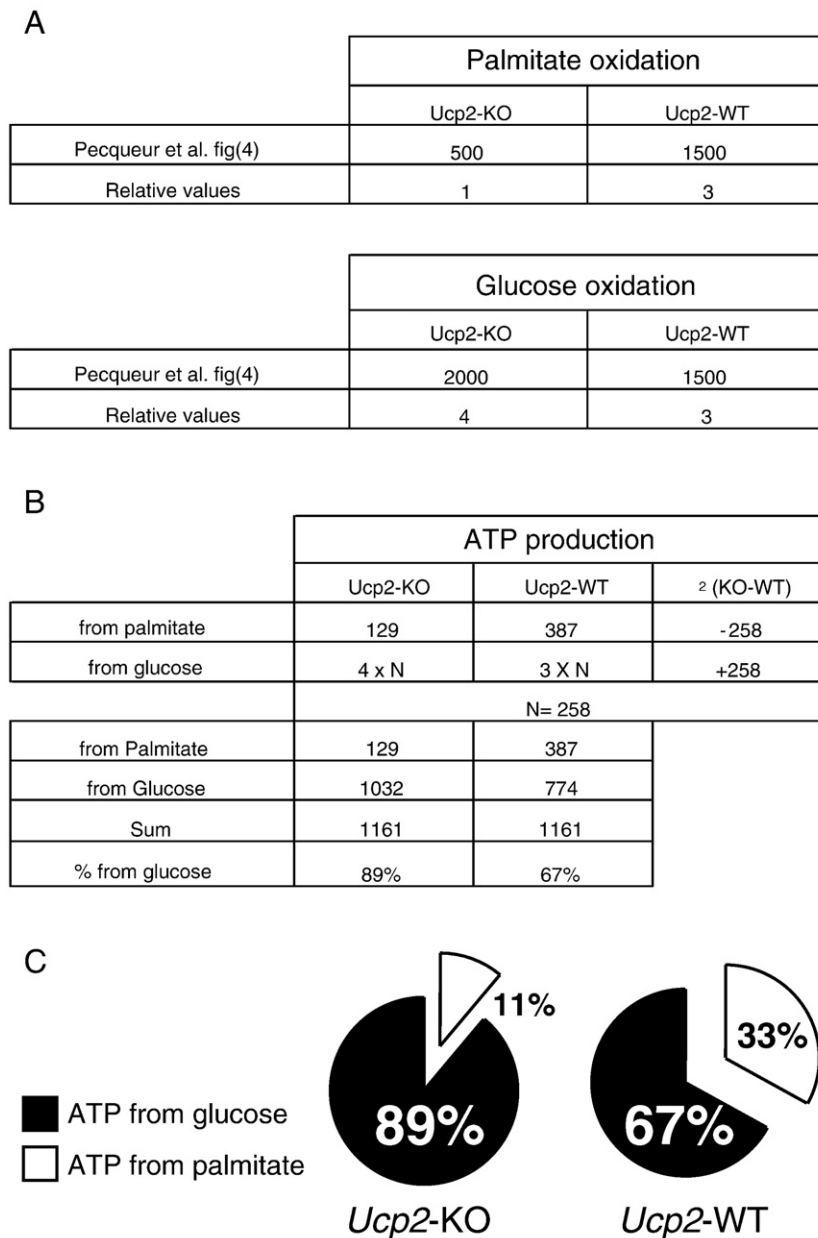 A
Palmitate oxidation
Ucp2-KO Ucp2-WT
Pecqueur et al. fig(4) 500 1500
Relative values 1 3
Glucose oxidation
Ucp2-KO Ucp2-WT
Pecqueur et al. fig(4) 2000 1500
Relative values 4 3
B
ATP production
Ucp2-KO Ucp2-WT ² (KO-WT)
from palmitate 129 387 -258
from glucose 4 x N 3 X N +258
N= 258
from Palmitate 129 387
from Glucose 1032 774
Sum 1161 1161
% from glucose 89% 67%
C
11%
33%
ATP from glucose
89% 67%
ATP from palmitate
Ucp2-KO Ucp2-WT